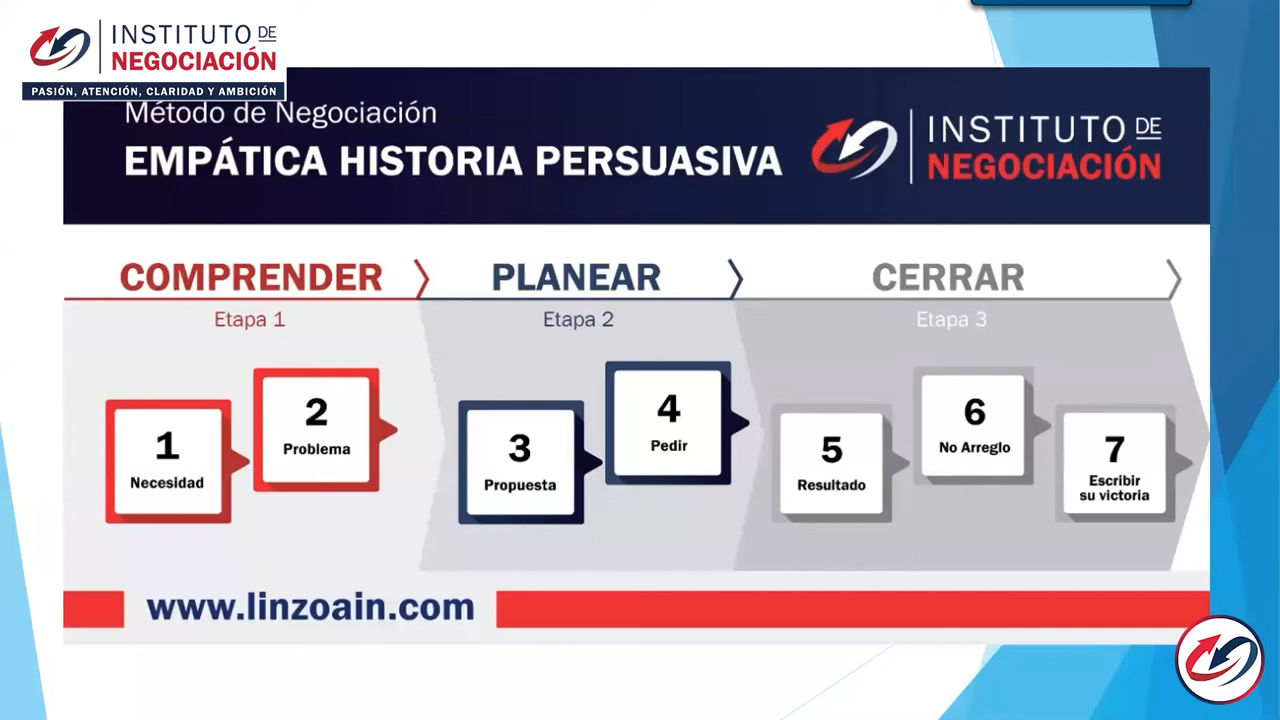 INSTITUTO DE
NEGOCIACIÓN
PASIÓN, ATENCIÓN, CLARIDAD Y AMBICIÓN
Método de Negociación
EMPÁTICA HISTORIA PERSUASIVA
INSTITUTO DE
NEGOCIACIÓN
COMPRENDER
PLANEAR
CERRAR
Etapa 1
Etapa 2
Etapa 3
1
Necesidad
2
Problema
3
Propuesta
4
Pedir
5
Resultado
6
No Arreglo
7
Escribir
su victoria
www.linzoain.com